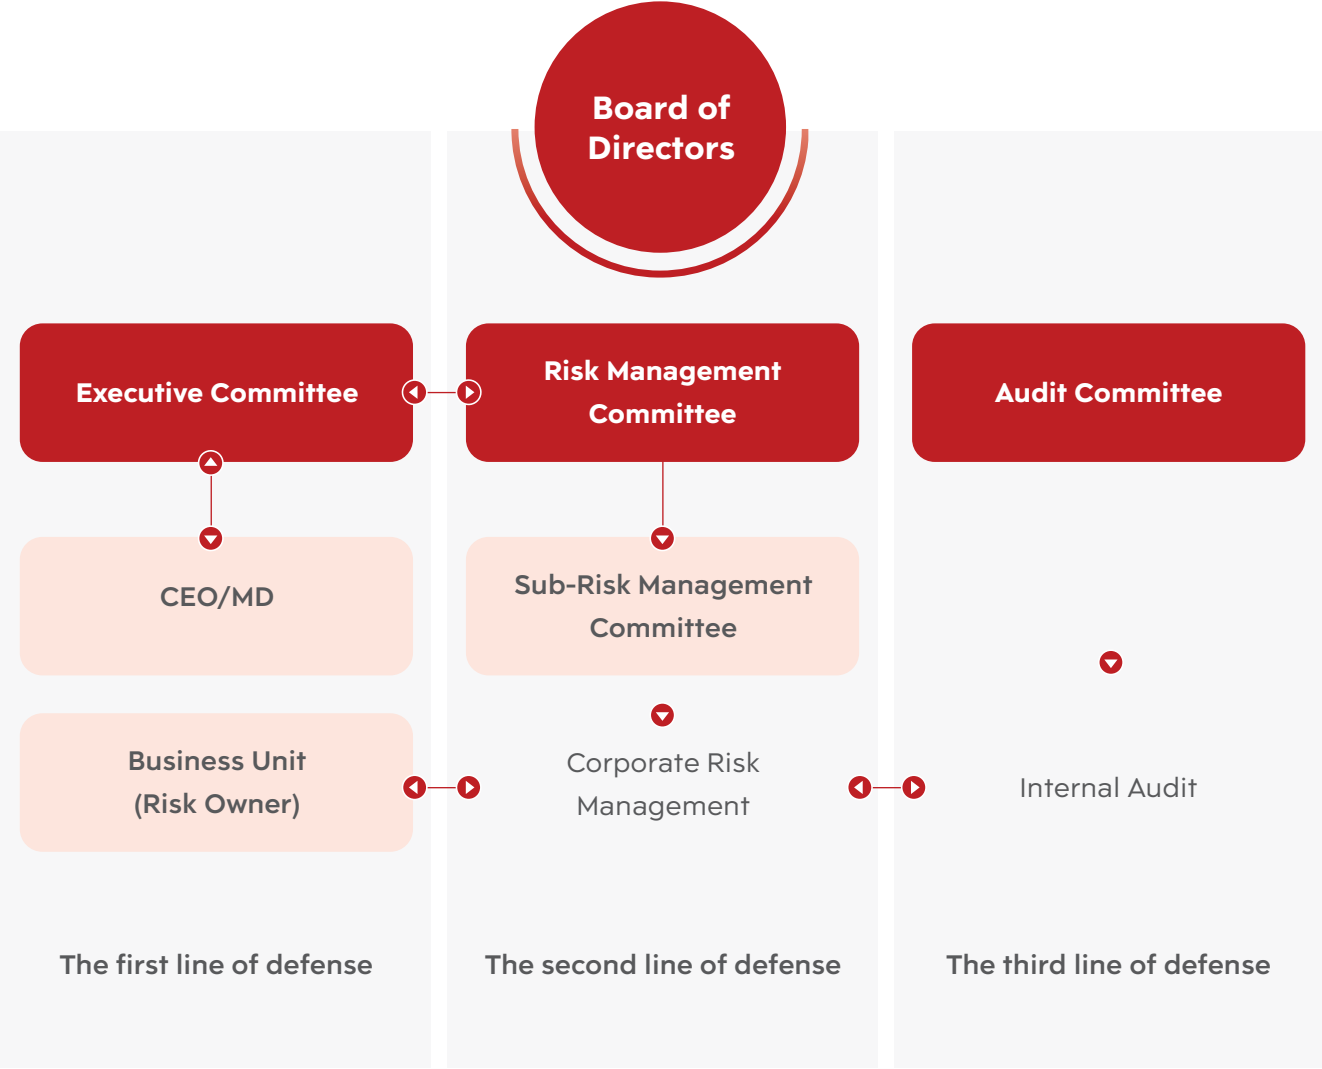 Board of
Directors
Executive Committee
Risk Management
Committee
Audit Committee
CEO/MD
Sub-Risk Management
Committee
Business Unit
(Risk Owner)
Corporate Risk
Management
Internal Audit
The first line of defense
The second line of defense
The third line of defense